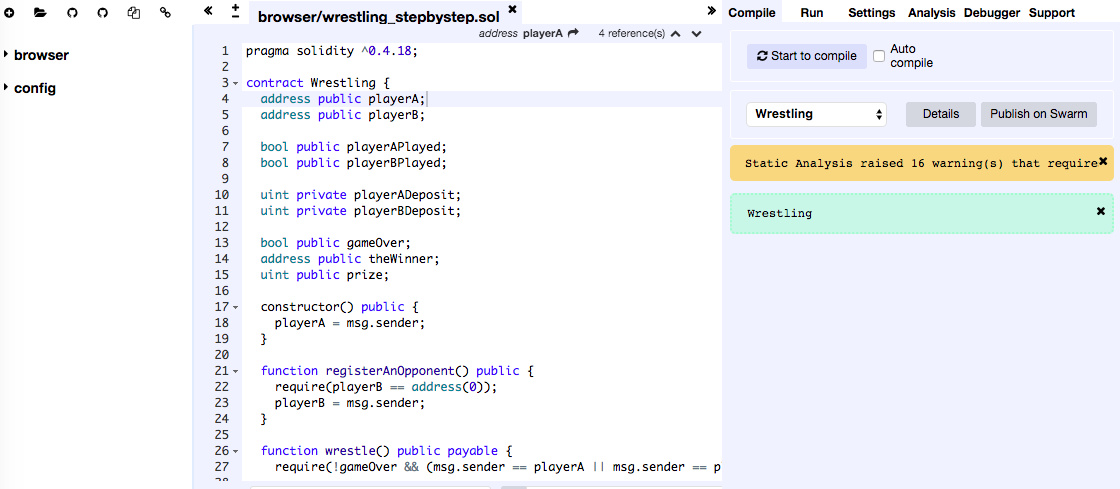 browser/wrestling_stepbystep.sol
Compile Run Settings Analysis Debugger Support
browser
config
address playerA 4 reference(s)
1 pragma solidity ^0.4.18;
2
3 contract Wrestling {
4 address public playerA;
5 address public playerB;
6
7 bool public playerAPlayed;
8 bool public playerBPlayed;
9
10 uint private playerADeposit;
11 uint private playerBDeposit;
12
13 bool public gameOver;
14 address public theWinner;
15 uint public prize;
16
17 constructor() public {
18 playerA = msg.sender;
19 }
20
21 function registerAnOpponent() public {
22 require(playerB == address(0));
23 playerB = msg.sender;
24 }
25
26 function wrestle() public payable {
27 require(!gameOver && (msg.sender == playerA || msg.sender == p
Start to compile
Auto
compile
Wrestling
Details
Publish on Swarm
Static Analysis raised 16 warning(s) that require
Wrestling